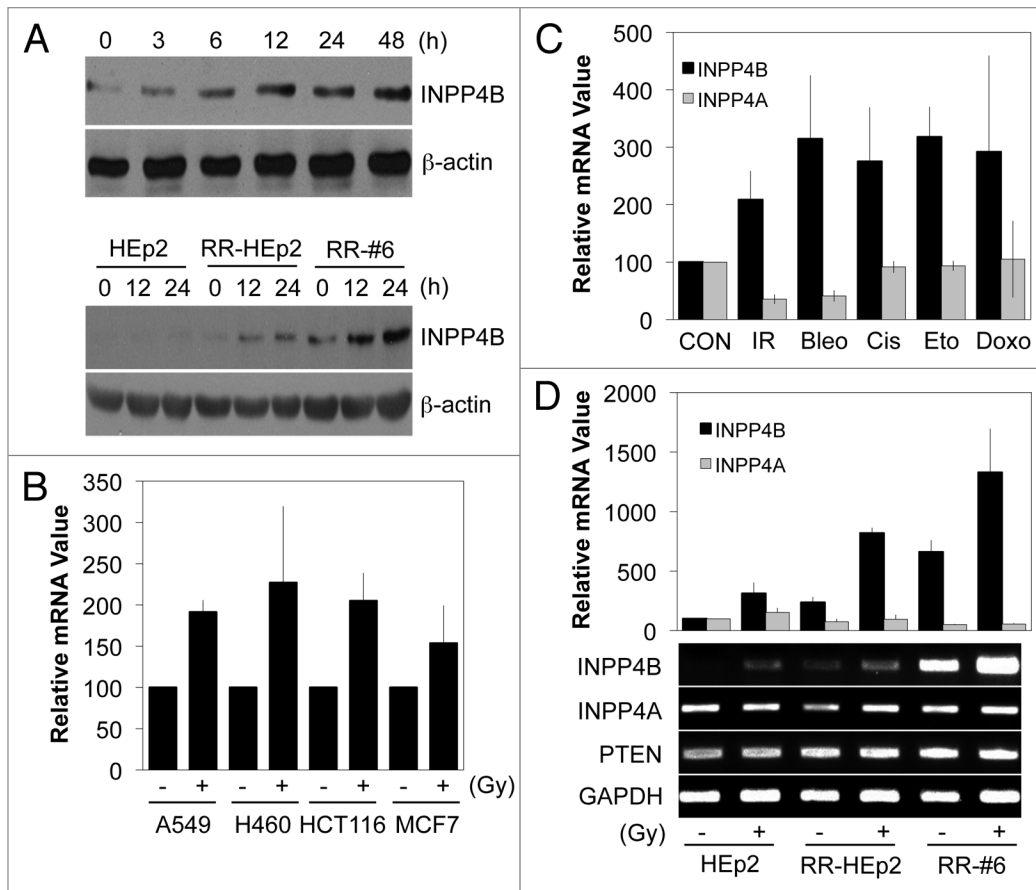 A
0 3 6 12 24 48 (h)
INPP4B
β-actin
HEp2 RR-HEp2 RR-#6
0 12 24 0 12 24 0 12 24 (h)
INPP4B
β-actin
B
Relative mRNA Value
350
300
250
200
150
100
50
0
- + - + - + - + (Gy)
A549 H460 HCT116 MCF7
C
Relative mRNA Value
500
400
300
200
100
0
INPP4B
INPP4A
CON IR Bleo Cis Eto Doxo
D
Relative mRNA Value
2000
1500
1000
500
0
INPP4B
INPP4A
INPP4B
INPP4A
PTEN
GAPDH
(Gy) - + - + - +
HEp2 RR-HEp2 RR-#6